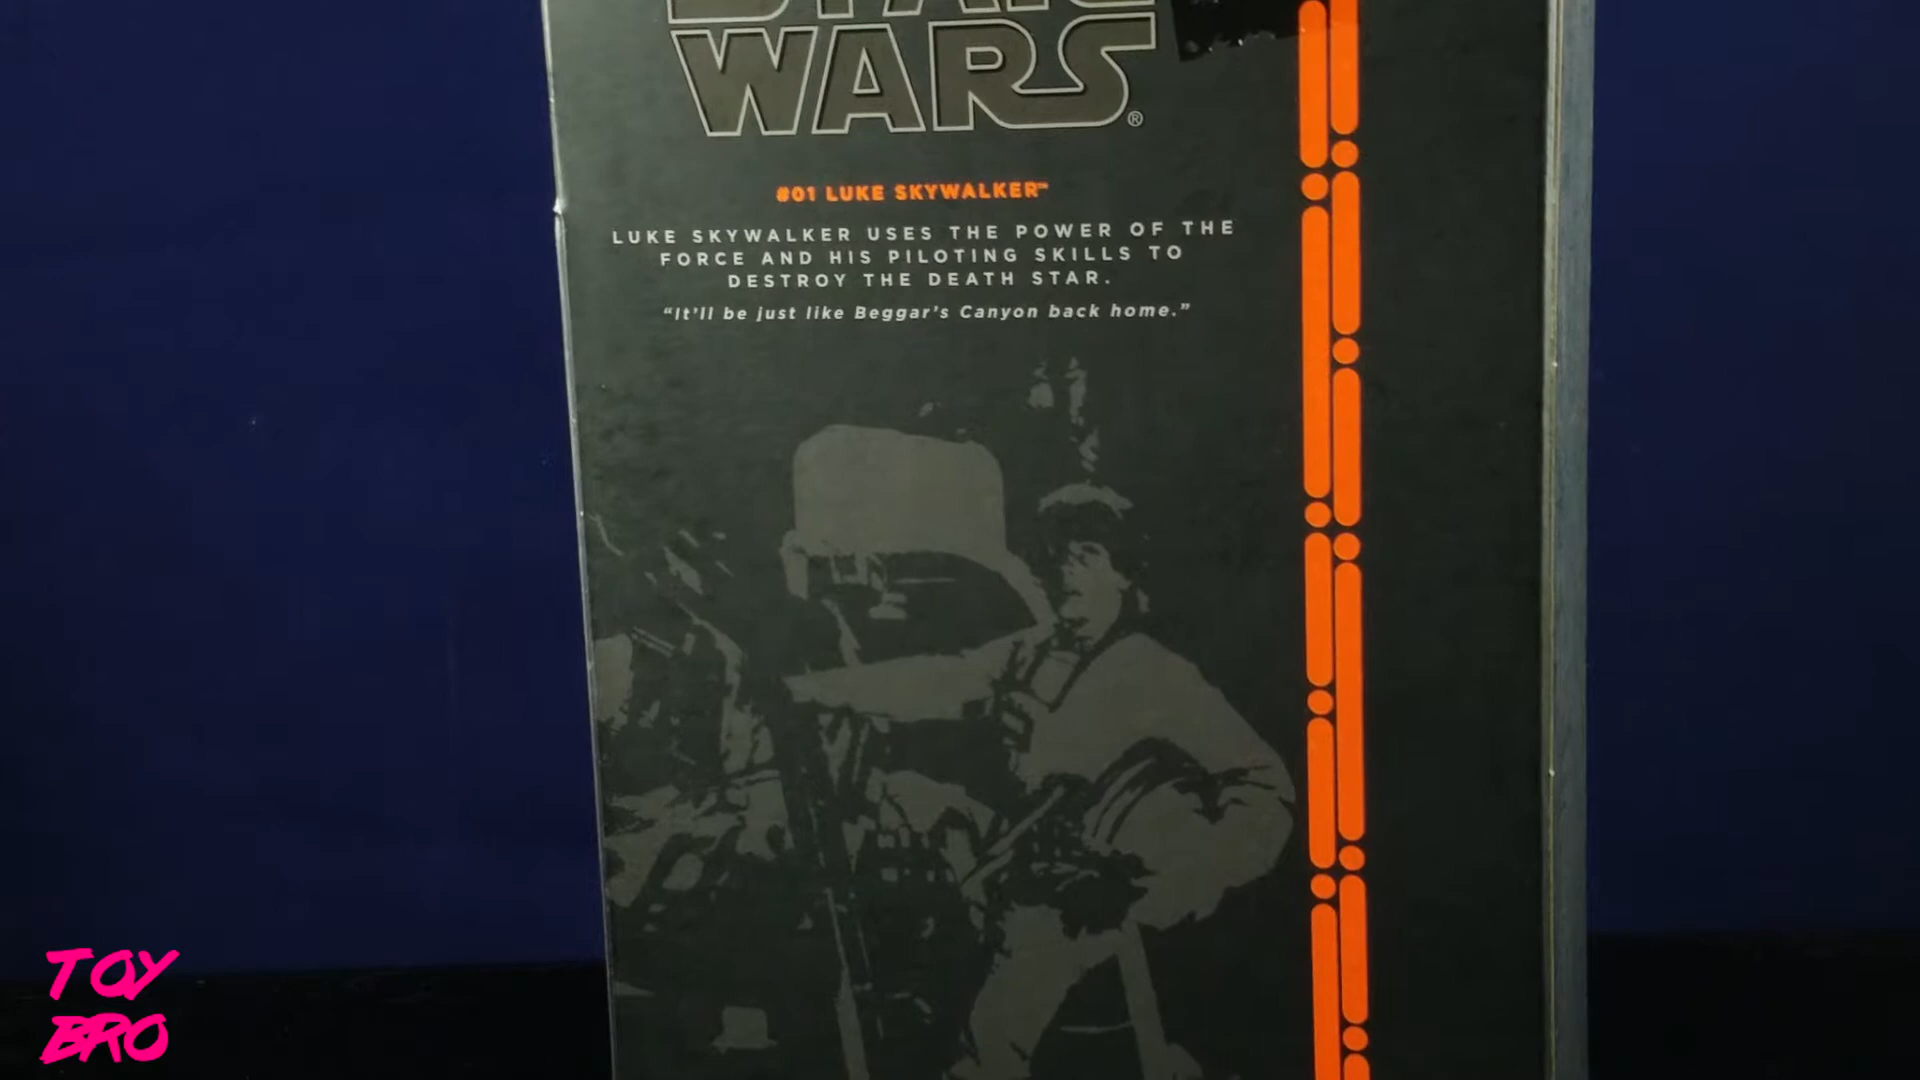 STAR
WARS®
#01 LUKE SKYWALKER™
LUKE SKYWALKER USES THE POWER OF THE
FORCE AND HIS PILOTING SKILLS TO
DESTROY THE DEATH STAR.
“It’ll be just like Beggar’s Canyon back home.”
TOY
BRO